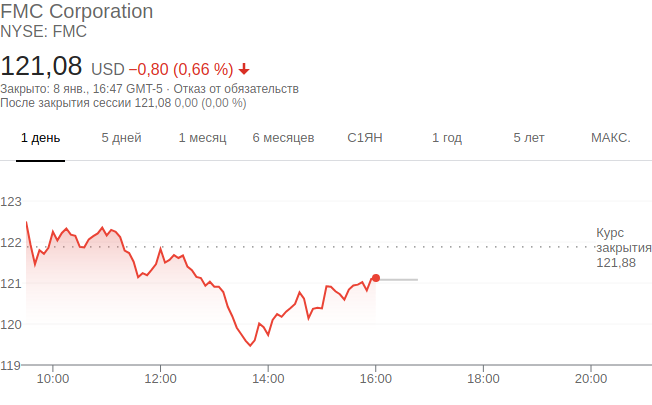 FMC Corporation
NYSE: FMC
121,08 USD −0,80 (0,66 %)
Закрыто: 8 янв., 16:47 GMT-5 · Отказ от обязательств
После закрытия сессии 121,08 0,00 (0,00 %)
1 день 5 дней 1 месяц 6 месяцев С1ЯН 1 год 5 лет МАКС.
123
122
121
120
119
Курс
закрытия
121,88
10:00 12:00 14:00 16:00 18:00 20:00